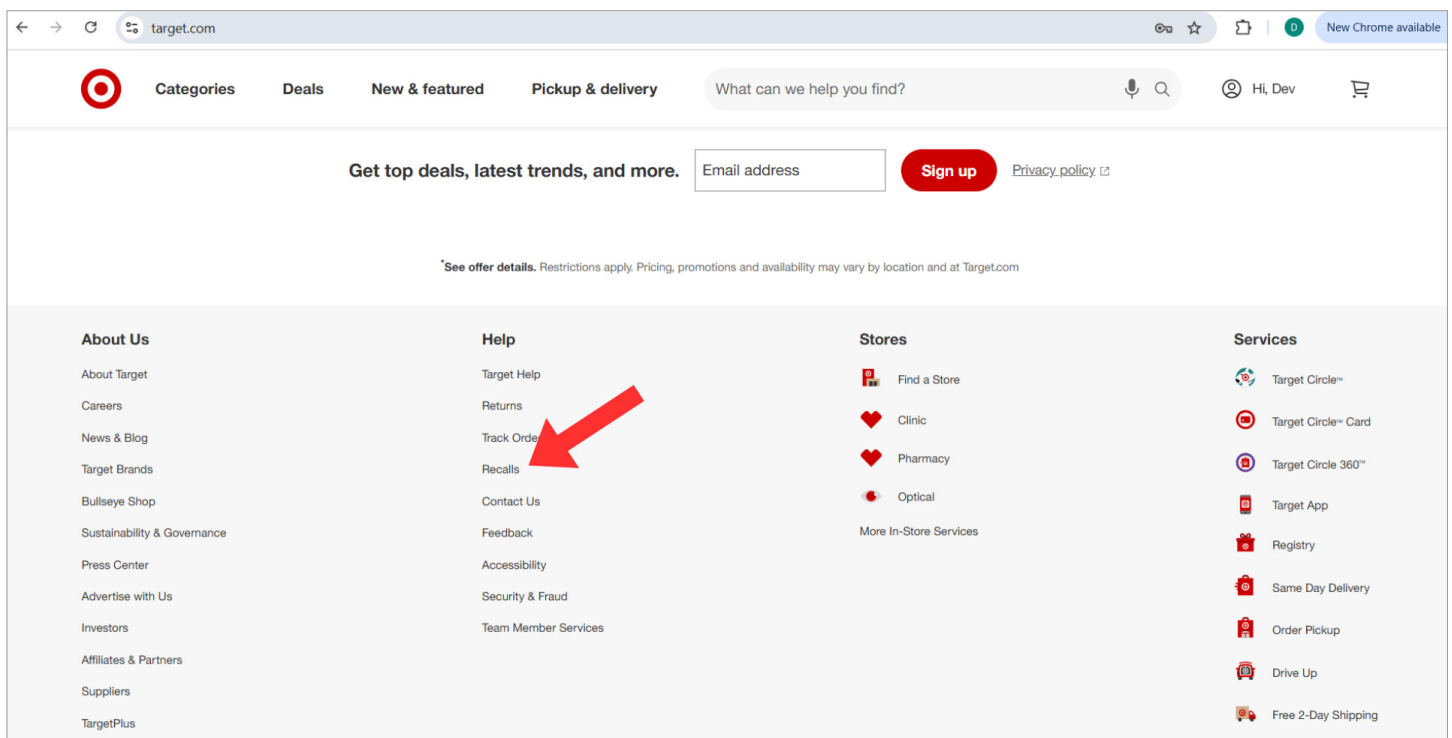 target.com
New Chrome available
D
Categories
Deals
New & featured
Pickup & delivery
What can we help you find?
Hi, Dev
Get top deals, latest trends, and more.
Email address
Sign up
Privacy policy
*See offer details. Restrictions apply. Pricing, promotions and availability may vary by location and at Target.com
About Us
About Target
Careers
News & Blog
Target Brands
Bullseye Shop
Sustainability & Governance
Press Center
Advertise with Us
Investors
Affiliates & Partners
Suppliers
TargetPlus
Help
Target Help
Returns
Track Orde
Recalls
Contact Us
Feedback
Accessibility
Security & Fraud
Team Member Services
Stores
Find a Store
Clinic
Pharmacy
Optical
More In-Store Services
Services
Target Circle™
Target Circle™ Card
Target Circle 360™
Target App
Registry
Same Day Delivery
Order Pickup
Drive Up
Free 2-Day Shipping